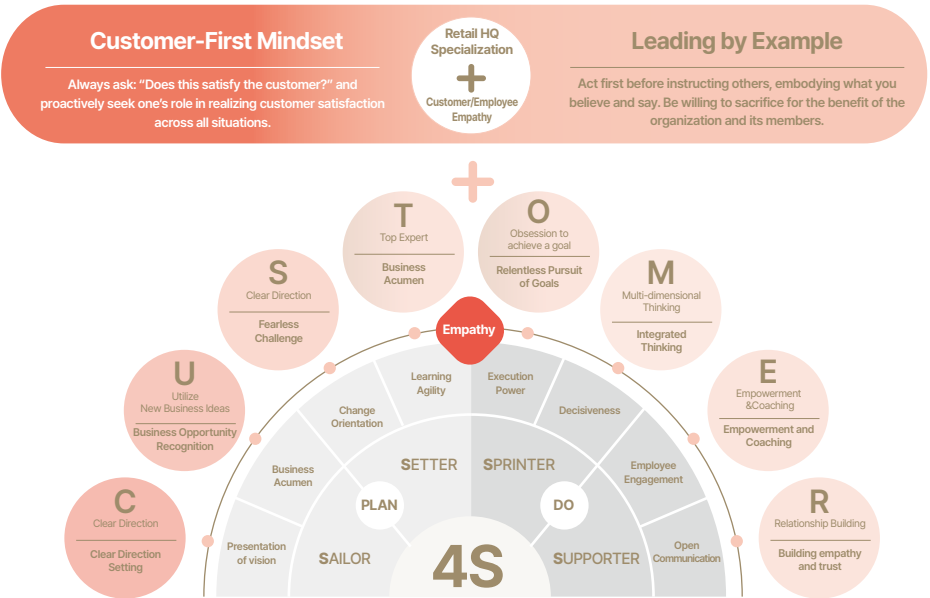 Customer-First Mindset
Always ask: “Does this satisfy the customer?” and
proactively seek one’s role in realizing customer satisfaction
across all situations.
Retail HQ
Specialization
+
Customer/Employee
Empathy
Leading by Example
Act first before instructing others, embodying what you
believe and say. Be willing to sacrifice for the benefit of the
organization and its members.
+
C
Clear Direction
Clear Direction
Setting
U
Utilize
New Business Ideas
Business Opportunity
Recognition
S
Clear Direction
Fearless
Challenge
T
Top Expert
Business
Acumen
O
Obsession to
achieve a goal
Relentless Pursuit
of Goals
M
Multi-dimensional
Thinking
Integrated
Thinking
E
Empowerment
&Coaching
Empowerment and
Coaching
R
Relationship Building
Building empathy
and trust
Empathy
Presentation
of vision
Business
Acumen
Change
Orientation
Learning
Agility
Execution
Power
Decisiveness
Employee
Engagement
Open
Communication
SETTER
SPRINTER
PLAN
DO
SAILOR
SUPPORTER
4S